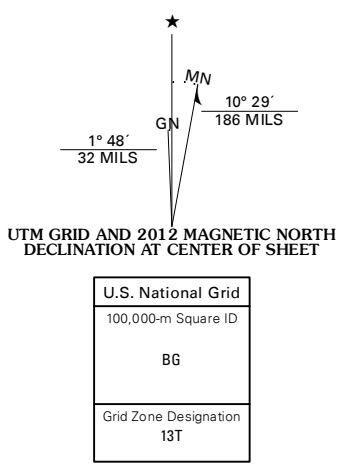 ★
MN
GN
10° 29´
186 MILS
1° 48´
32 MILS
UTM GRID AND 2012 MAGNETIC NORTH
DECLINATION AT CENTER OF SHEET
U.S. National Grid
100,000-m Square ID
BG
Grid Zone Designation
13T